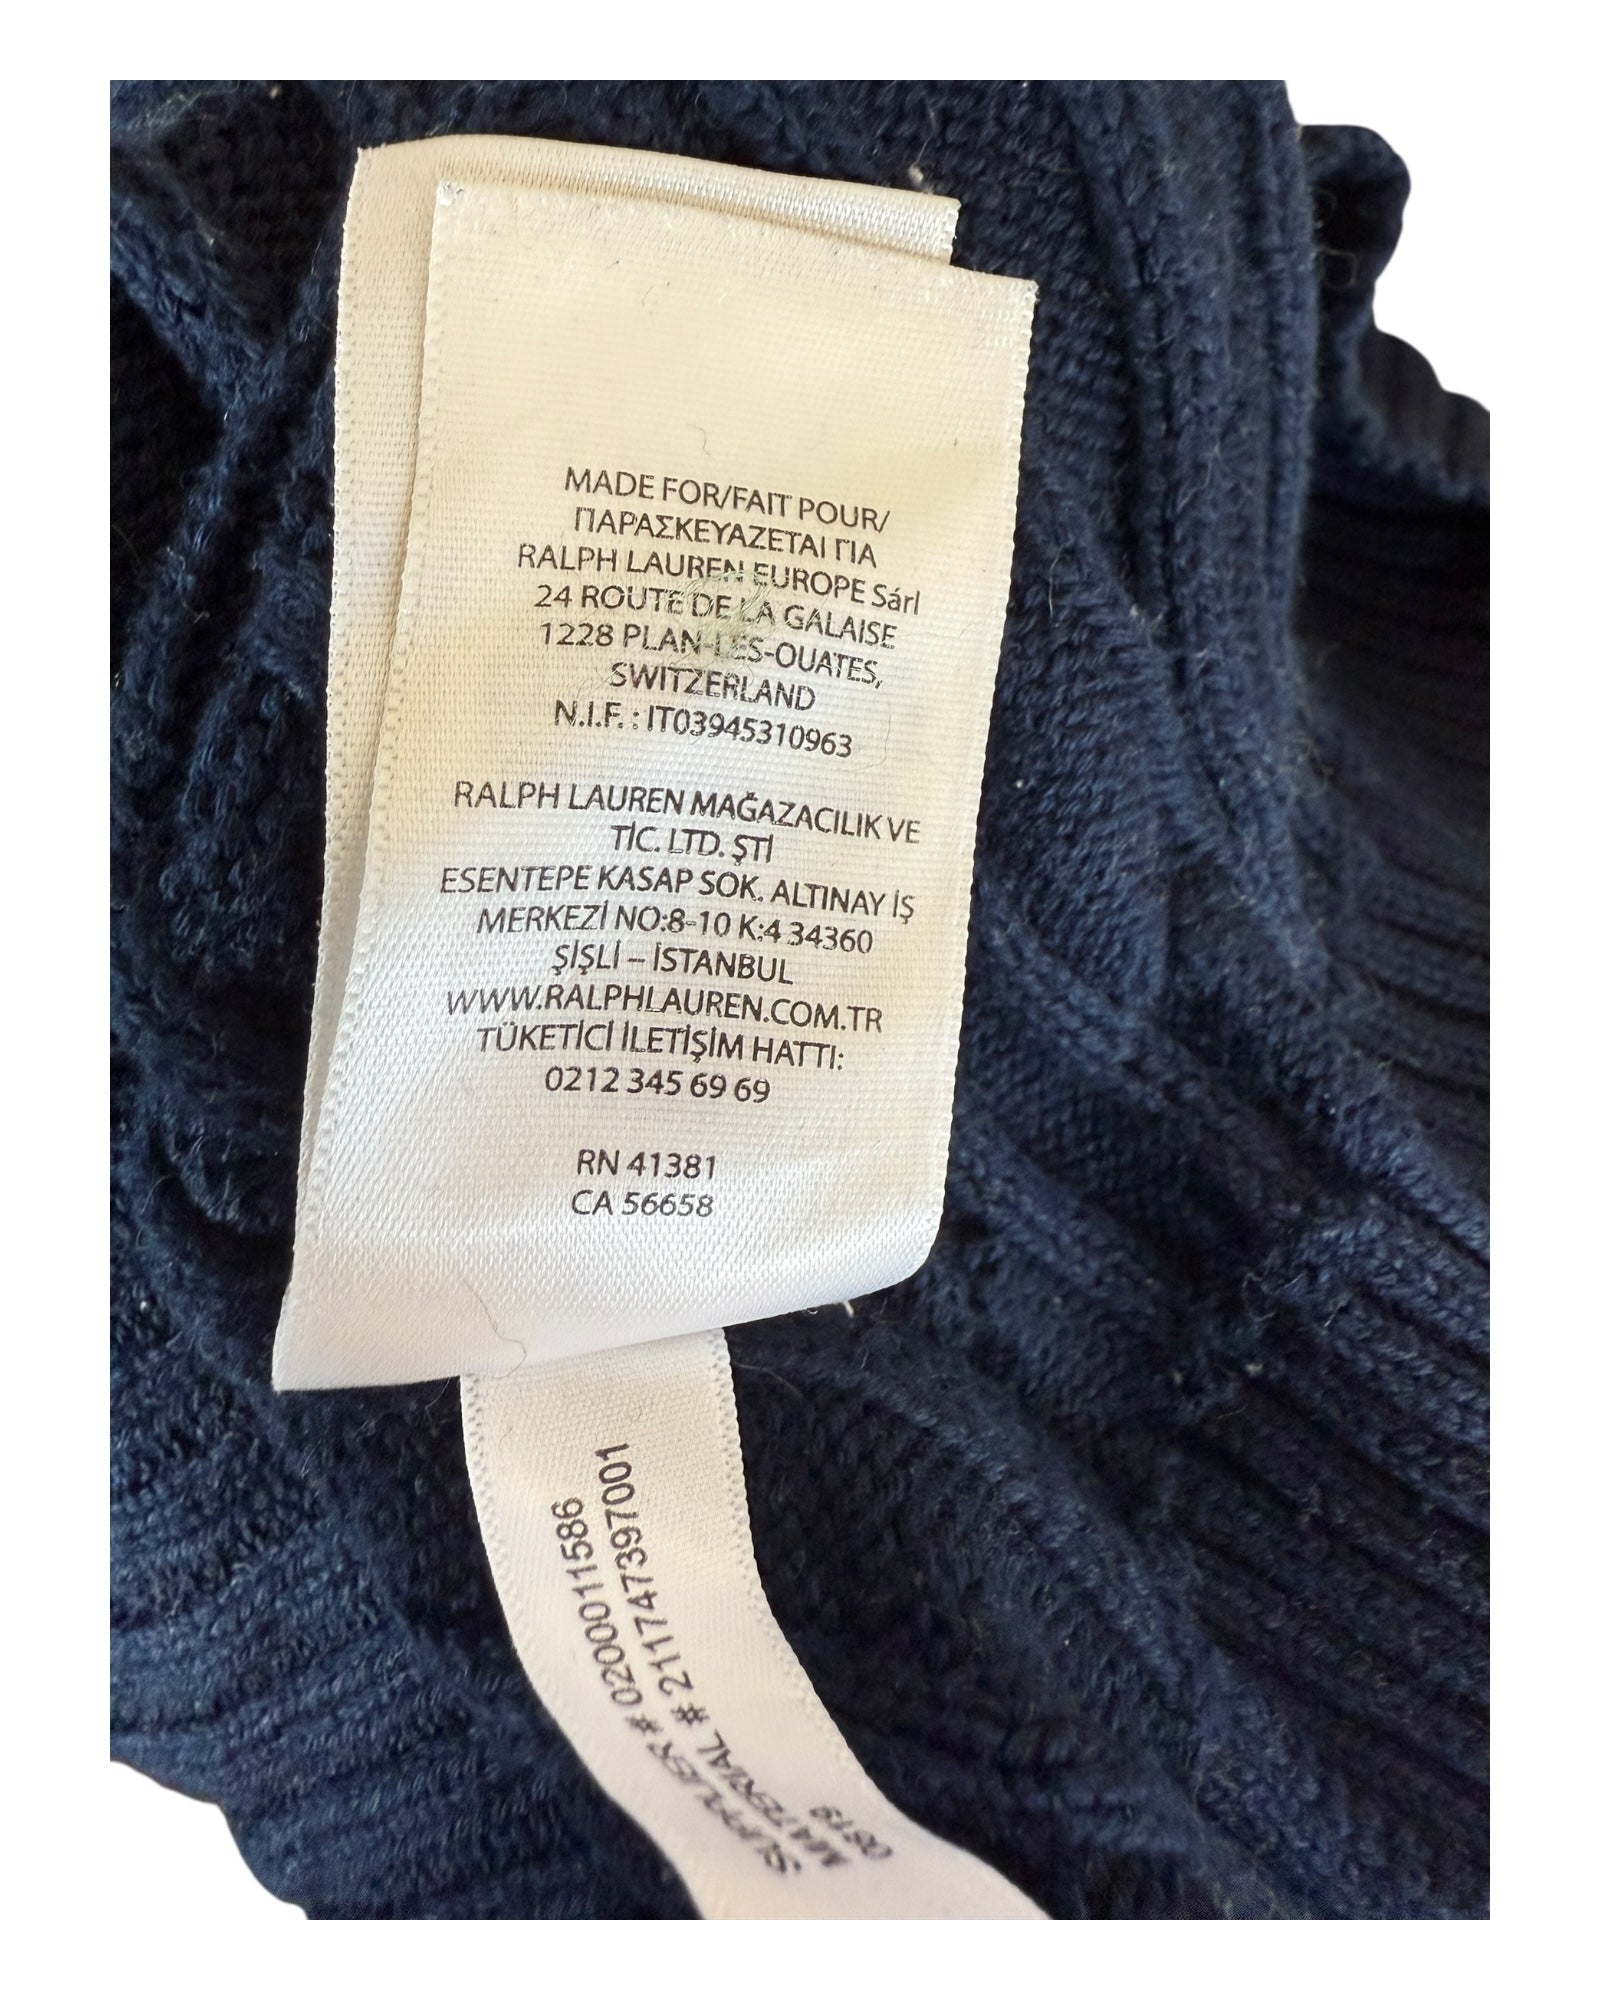 MADE FOR/FAIT POUR/
ΠΑΡΑΣΚΕΥΑΖΕΤΑΙ ΓΙΑ
RALPH LAUREN EUROPE Sárl
24 ROUTE DE LA GALAISE
1228 PLAN-LES-OUATES,
SWITZERLAND
N.I.F. : IT03945310963
RALPH LAUREN MAĞAZACILIK VE
TİC. LTD. ŞTİ
ESENTEPE KASAP SOK. ALTINAY İŞ
MERKEZİ NO:8-10 K:4 34360
ŞİŞLİ – İSTANBUL
WWW.RALPHLAUREN.COM.TR
TÜKETİCİ İLETİŞİM HATTI:
0212 345 69 69
RN 41381
CA 56658
SUPPLIER # 0200011586
MATERIAL # 211747397001
0819